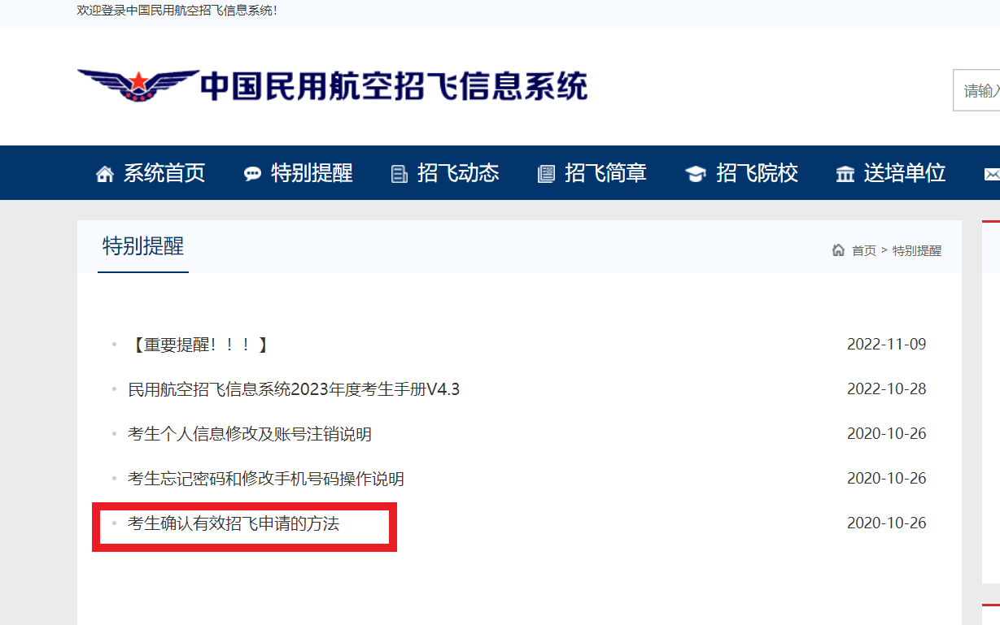 欢迎登录中国民用航空招飞信息系统!
中国民用航空招飞信息系统
请输入
系统首页 特别提醒 招飞动态 招飞简章 招飞院校 送培单位
特别提醒
首页 > 特别提醒
【重要提醒！！！】 2022-11-09
民用航空招飞信息系统2023年度考生手册V4.3 2022-10-28
考生个人信息修改及账号注销说明 2020-10-26
考生忘记密码和修改手机号码操作说明 2020-10-26
考生确认有效招飞申请的方法 2020-10-26